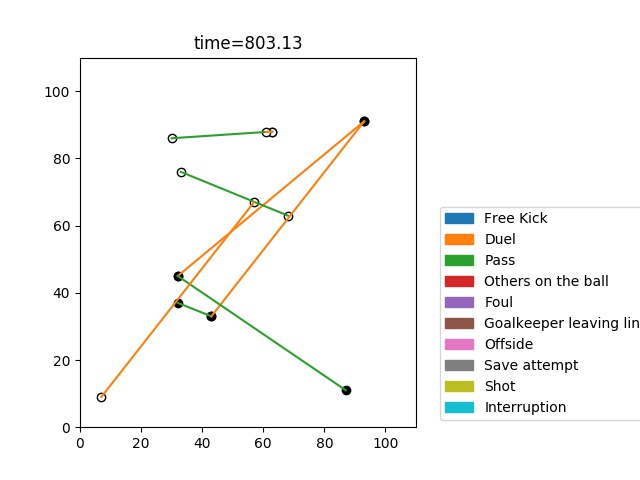 time=803.13
100
80
60
40
20
0
0 20 40 60 80 100
Free Kick
Duel
Pass
Others on the ball
Foul
Goalkeeper leaving lin
Offside
Save attempt
Shot
Interruption